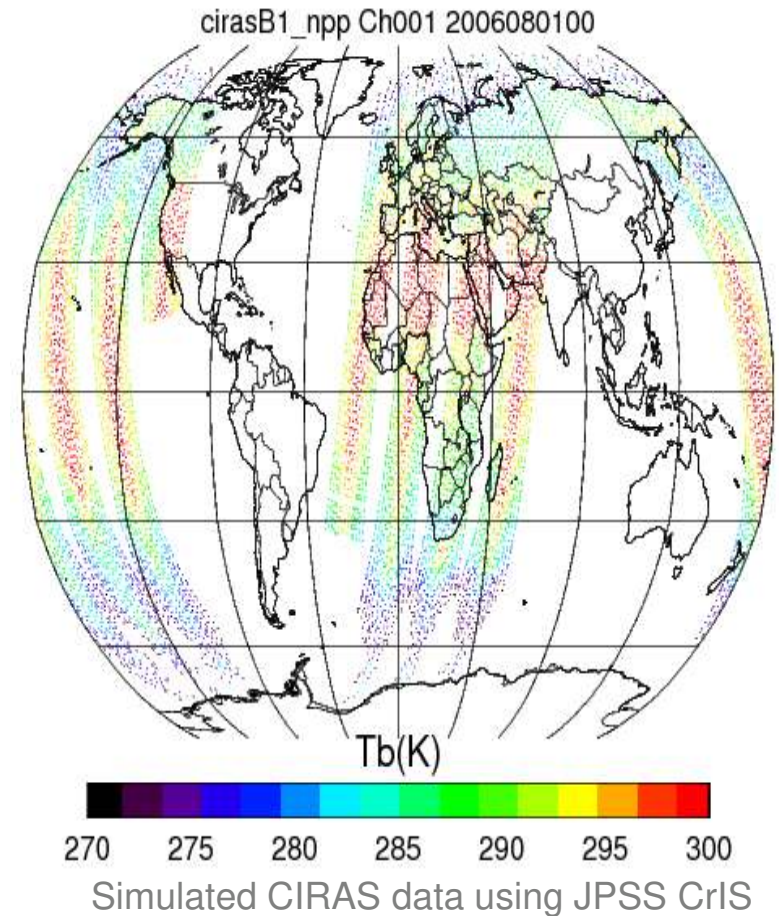 cirasB1_npp Ch001 2006080100
Tb(K)
270 275 280 285 290 295 300
Simulated CIRAS data using JPSS CrIS